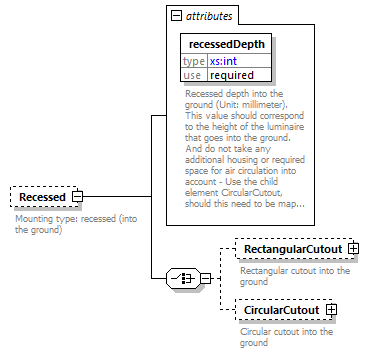 attributes
recessedDepth
type xs:int
use required
Recessed depth into the
ground (Unit: millimeter).
This value should correspond
to the height of the luminaire
that goes into the ground.
And do not take any
additional housing or required
space for air circulation into
account - Use the child
element CircularCutout,
should this need to be map...
Recessed
Mounting type: recessed (into
the ground)
RectangularCutout
Rectangular cutout into the
ground
CircularCutout
Circular cutout into the
ground